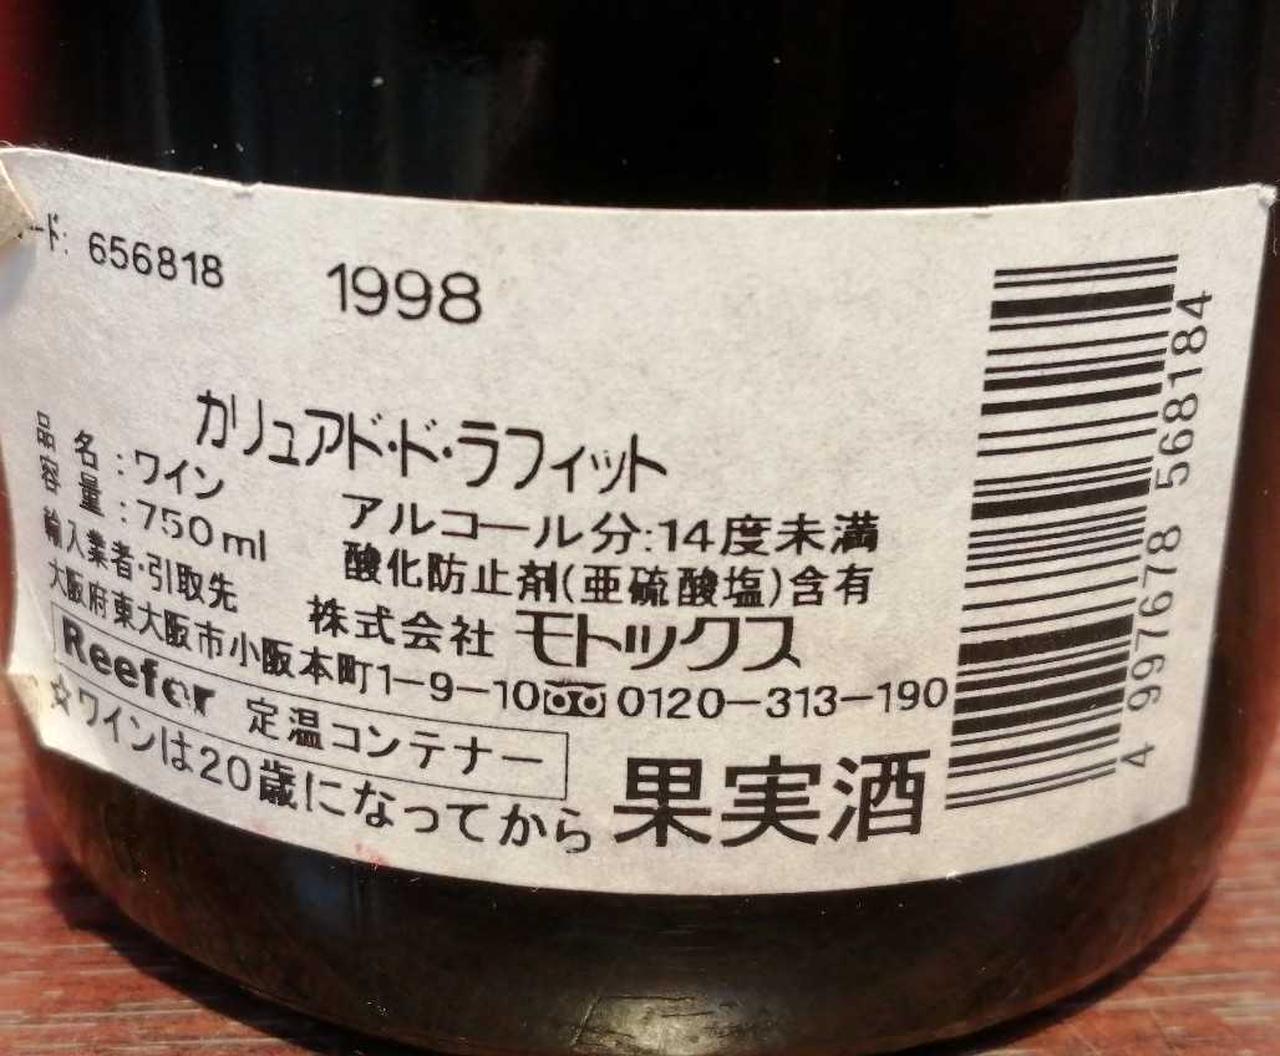 ード: 656818
1998
カリュアド・ド・ラフィット
品名:ワイン
容量:750ml
アルコール分:14度未満
酸化防止剤(亜硫酸塩)含有
輸入業者・引取先
株式会社 モトックス
大阪府東大阪市小阪本町1-9-10 0120-313-190
Reefer 定温コンテナー
☆ワインは20歳になってから
果実酒
4 997678 568184